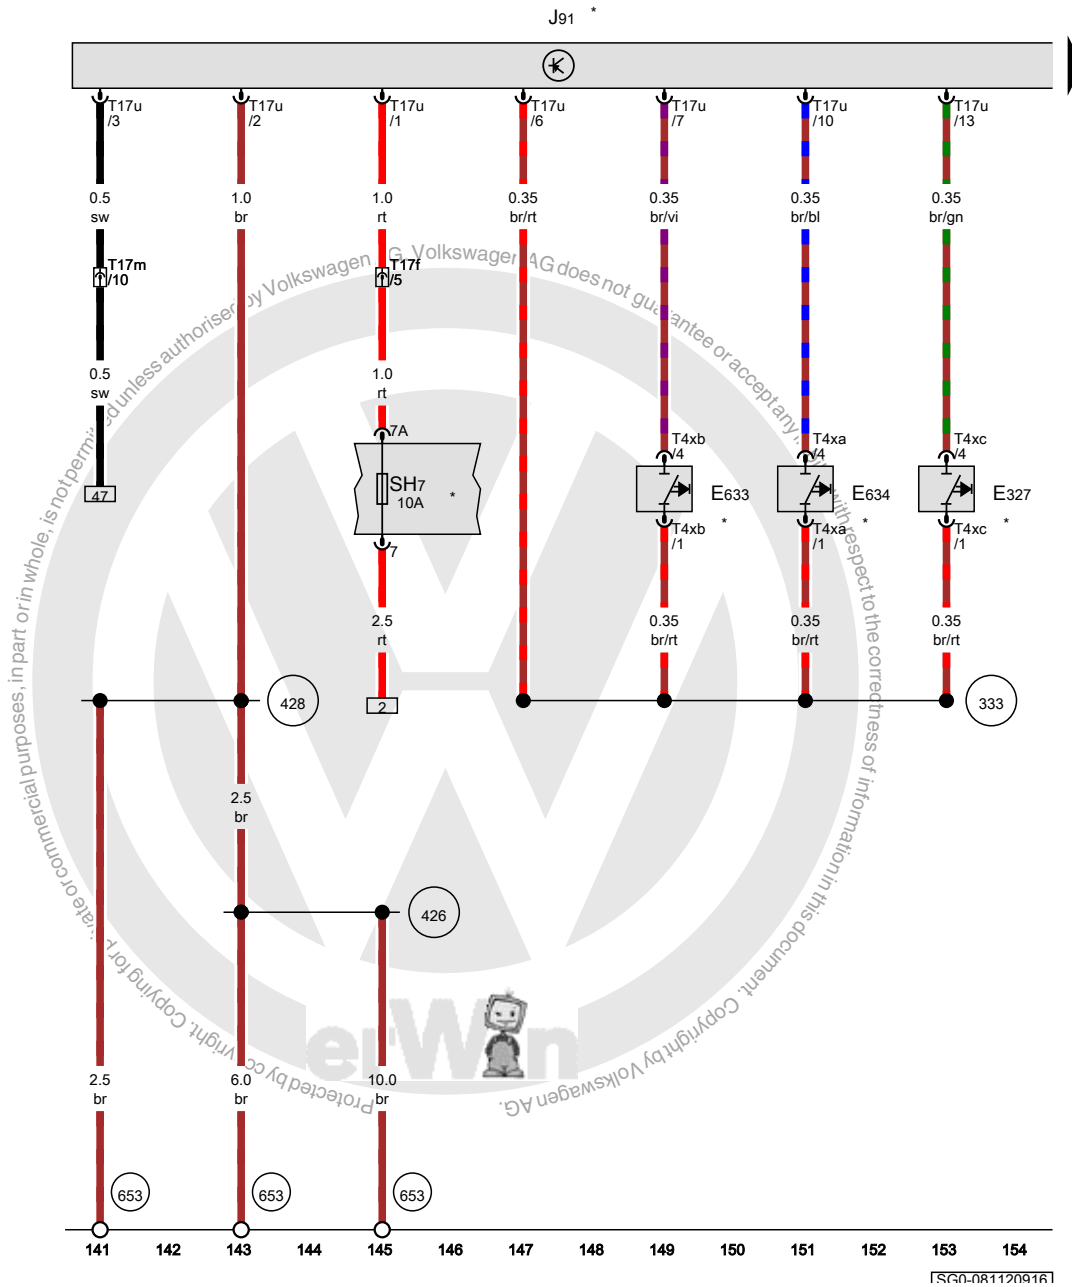 J91 *
T17u
/3
T17u
/2
T17u
/1
T17u
/6
T17u
/7
T17u
/10
T17u
/13
0.5
sw
1.0
br
1.0
rt
0.35
br/rt
0.35
br/vi
0.35
br/bl
0.35
br/gn
T17m
/10
T17f
/5
0.5
sw
1.0
rt
7A
T4xb
/4
T4xa
/4
T4xc
/4
47
SH7
10A
*
E633
*
E634
*
E327
*
7
T4xb
/1
T4xa
/1
T4xc
/1
2.5
rt
0.35
br/rt
0.35
br/rt
0.35
br/rt
428
2
333
2.5
br
426
erWin
2.5
br
6.0
br
10.0
br
653
653
653
141 142 143 144 145 146 147 148 149 150 151 152 153 154
SG0-081120916
Protected by copyright. Copying for private or commercial purposes, in part or in whole, is not permitted unless authorised by Volkswagen AG. Volkswagen AG does not guarantee or accept any with respect to the correctness of information in this document. Copyright by Volkswagen AG.